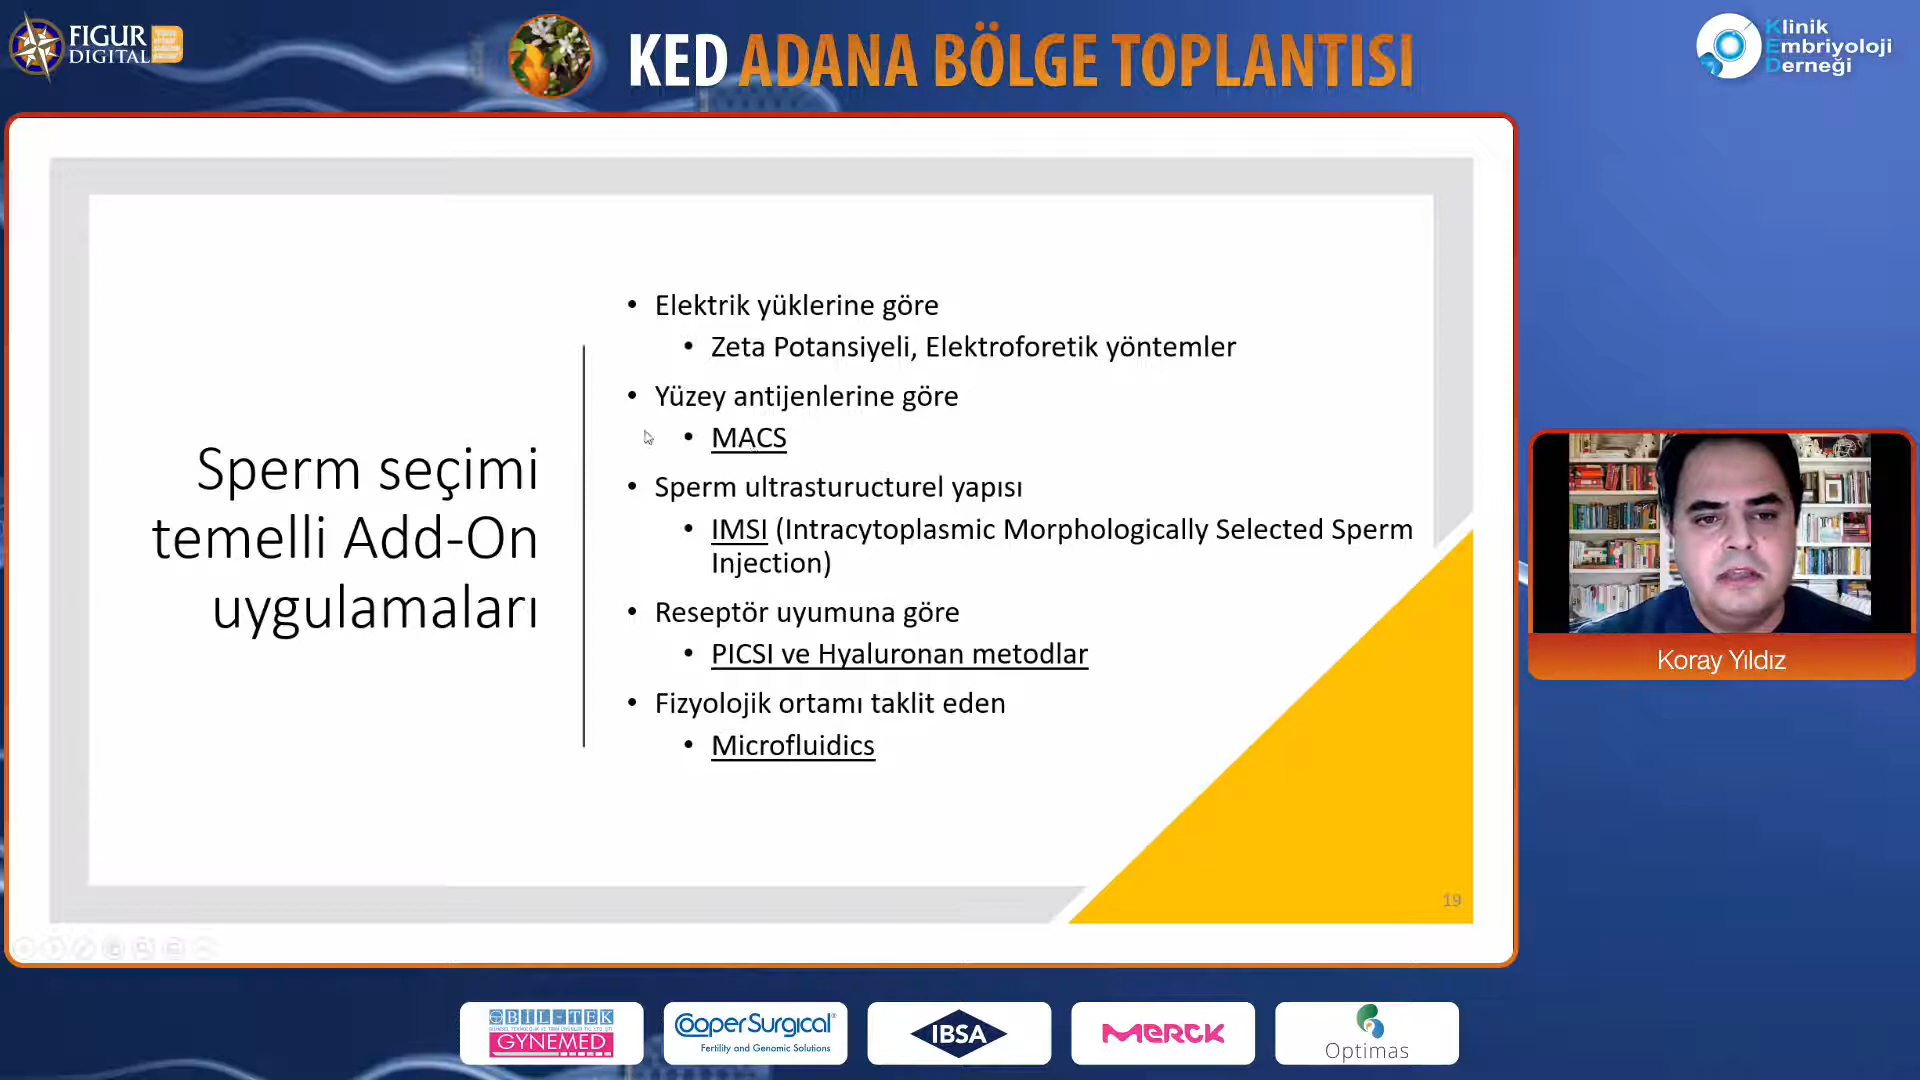 FIGUR
DIGITAL
KED ADANA BÖLGE TOPLANTISI
Klinik
Embriyoloji
Derneği
Sperm seçimi
temelli Add-On
uygulamaları
• Elektrik yüklerine göre
• Zeta Potansiyeli, Elektroforetik yöntemler
• Yüzey antijenlerine göre
• MACS
• Sperm ultrasturucturel yapısı
• IMSI (Intracytoplasmic Morphologically Selected Sperm
Injection)
• Reseptör uyumuna göre
• PICSI ve Hyaluronan metodlar
• Fizyolojik ortamı taklit eden
• Microfluidics
19
Koray Yıldız
BİL-TEK
GYNEMED
CooperSurgical
Fertility and Genomic Solutions
IBSA
MERCK
Optimas